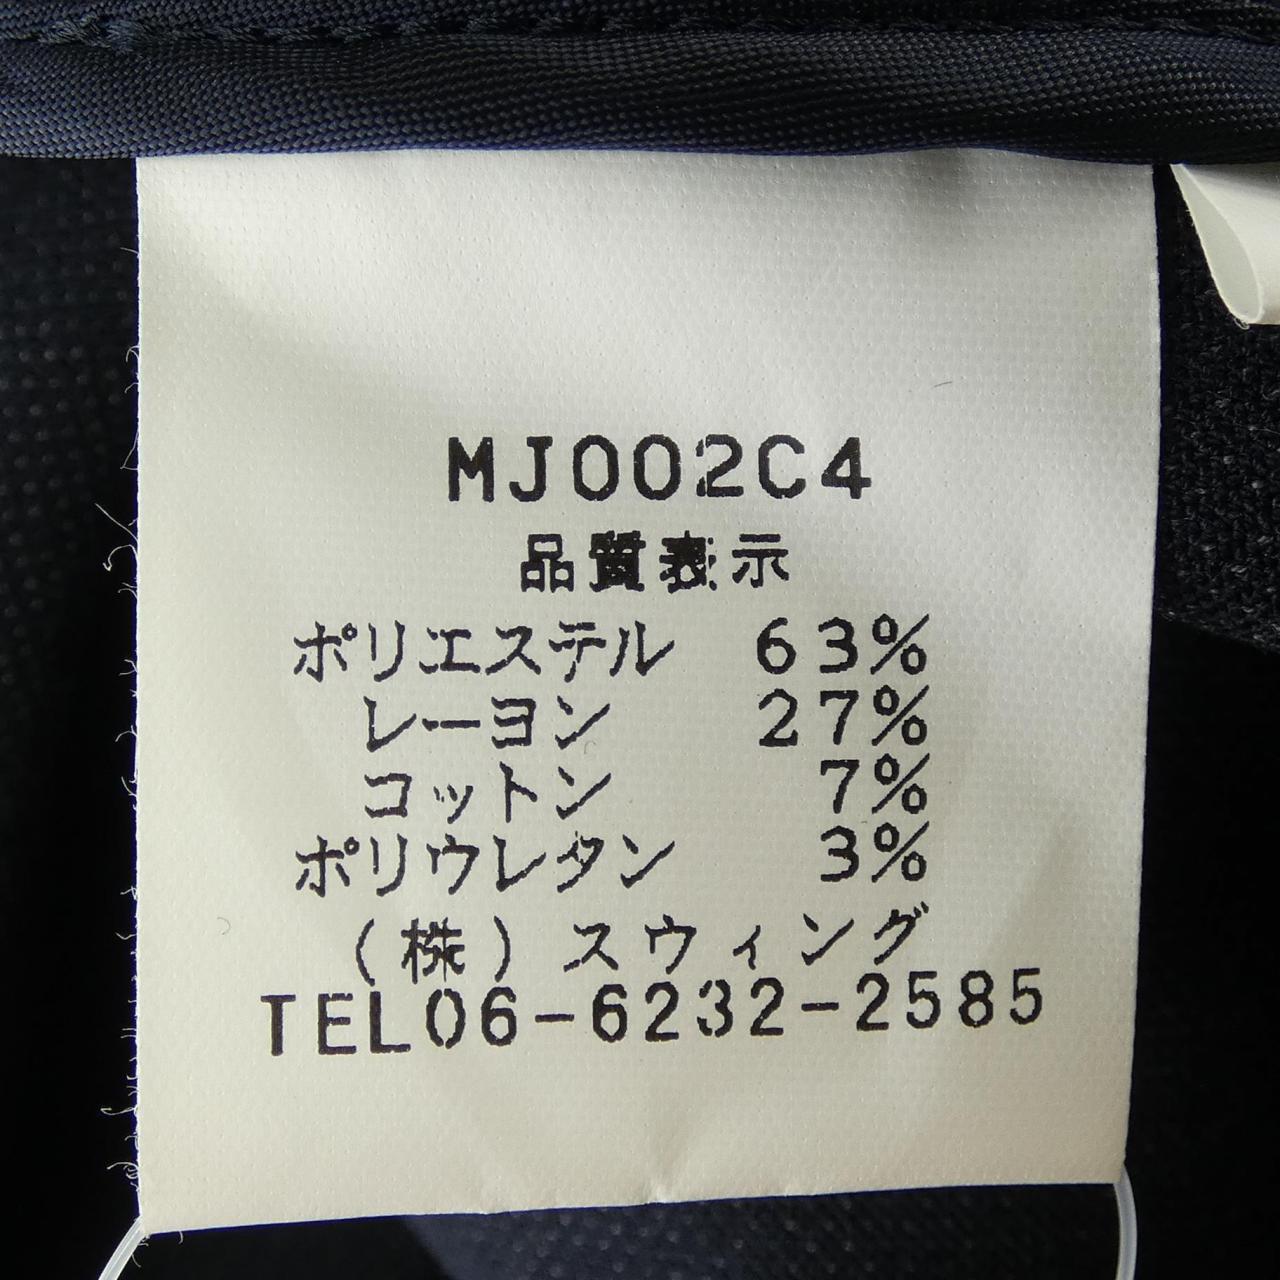 MJ002C4
品質表示
ポリエステル 63%
レーヨン 27%
コットン 7%
ポリウレタン 3%
(株)スウィング
TEL06-6232-2585